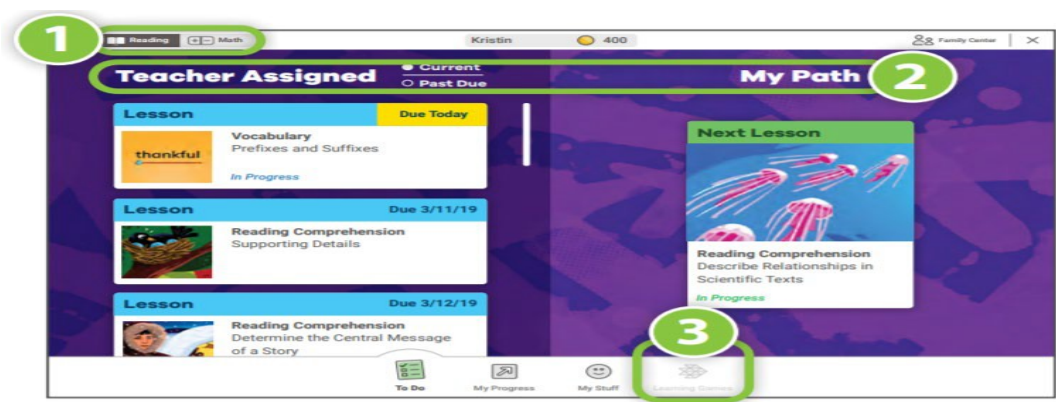 1
Reading Math Kristin 400 Family Center
Teacher Assigned
Current
Past Due
My Path
2
Lesson Due Today
thankful
Vocabulary
Prefixes and Suffixes
In Progress
Lesson Due 3/11/19
Reading Comprehension
Supporting Details
Lesson Due 3/12/19
Reading Comprehension
Determine the Central Message
of a Story
Next Lesson
Reading Comprehension
Describe Relationships in
Scientific Texts
In Progress
3
To Do My Progress My Stuff Learning Games